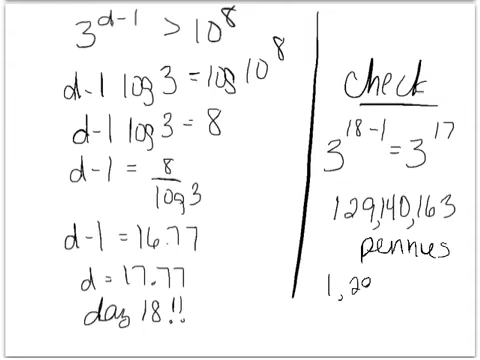 3^{d-1} > 10^8
d-1 log 3 = log 10^8
d-1 log 3 = 8
d-1 = 8/log 3
d-1 = 16.77
d = 17.77
day 18!!
check
3^{18-1} = 3^{17}
129,140,163
pennies
1, 29